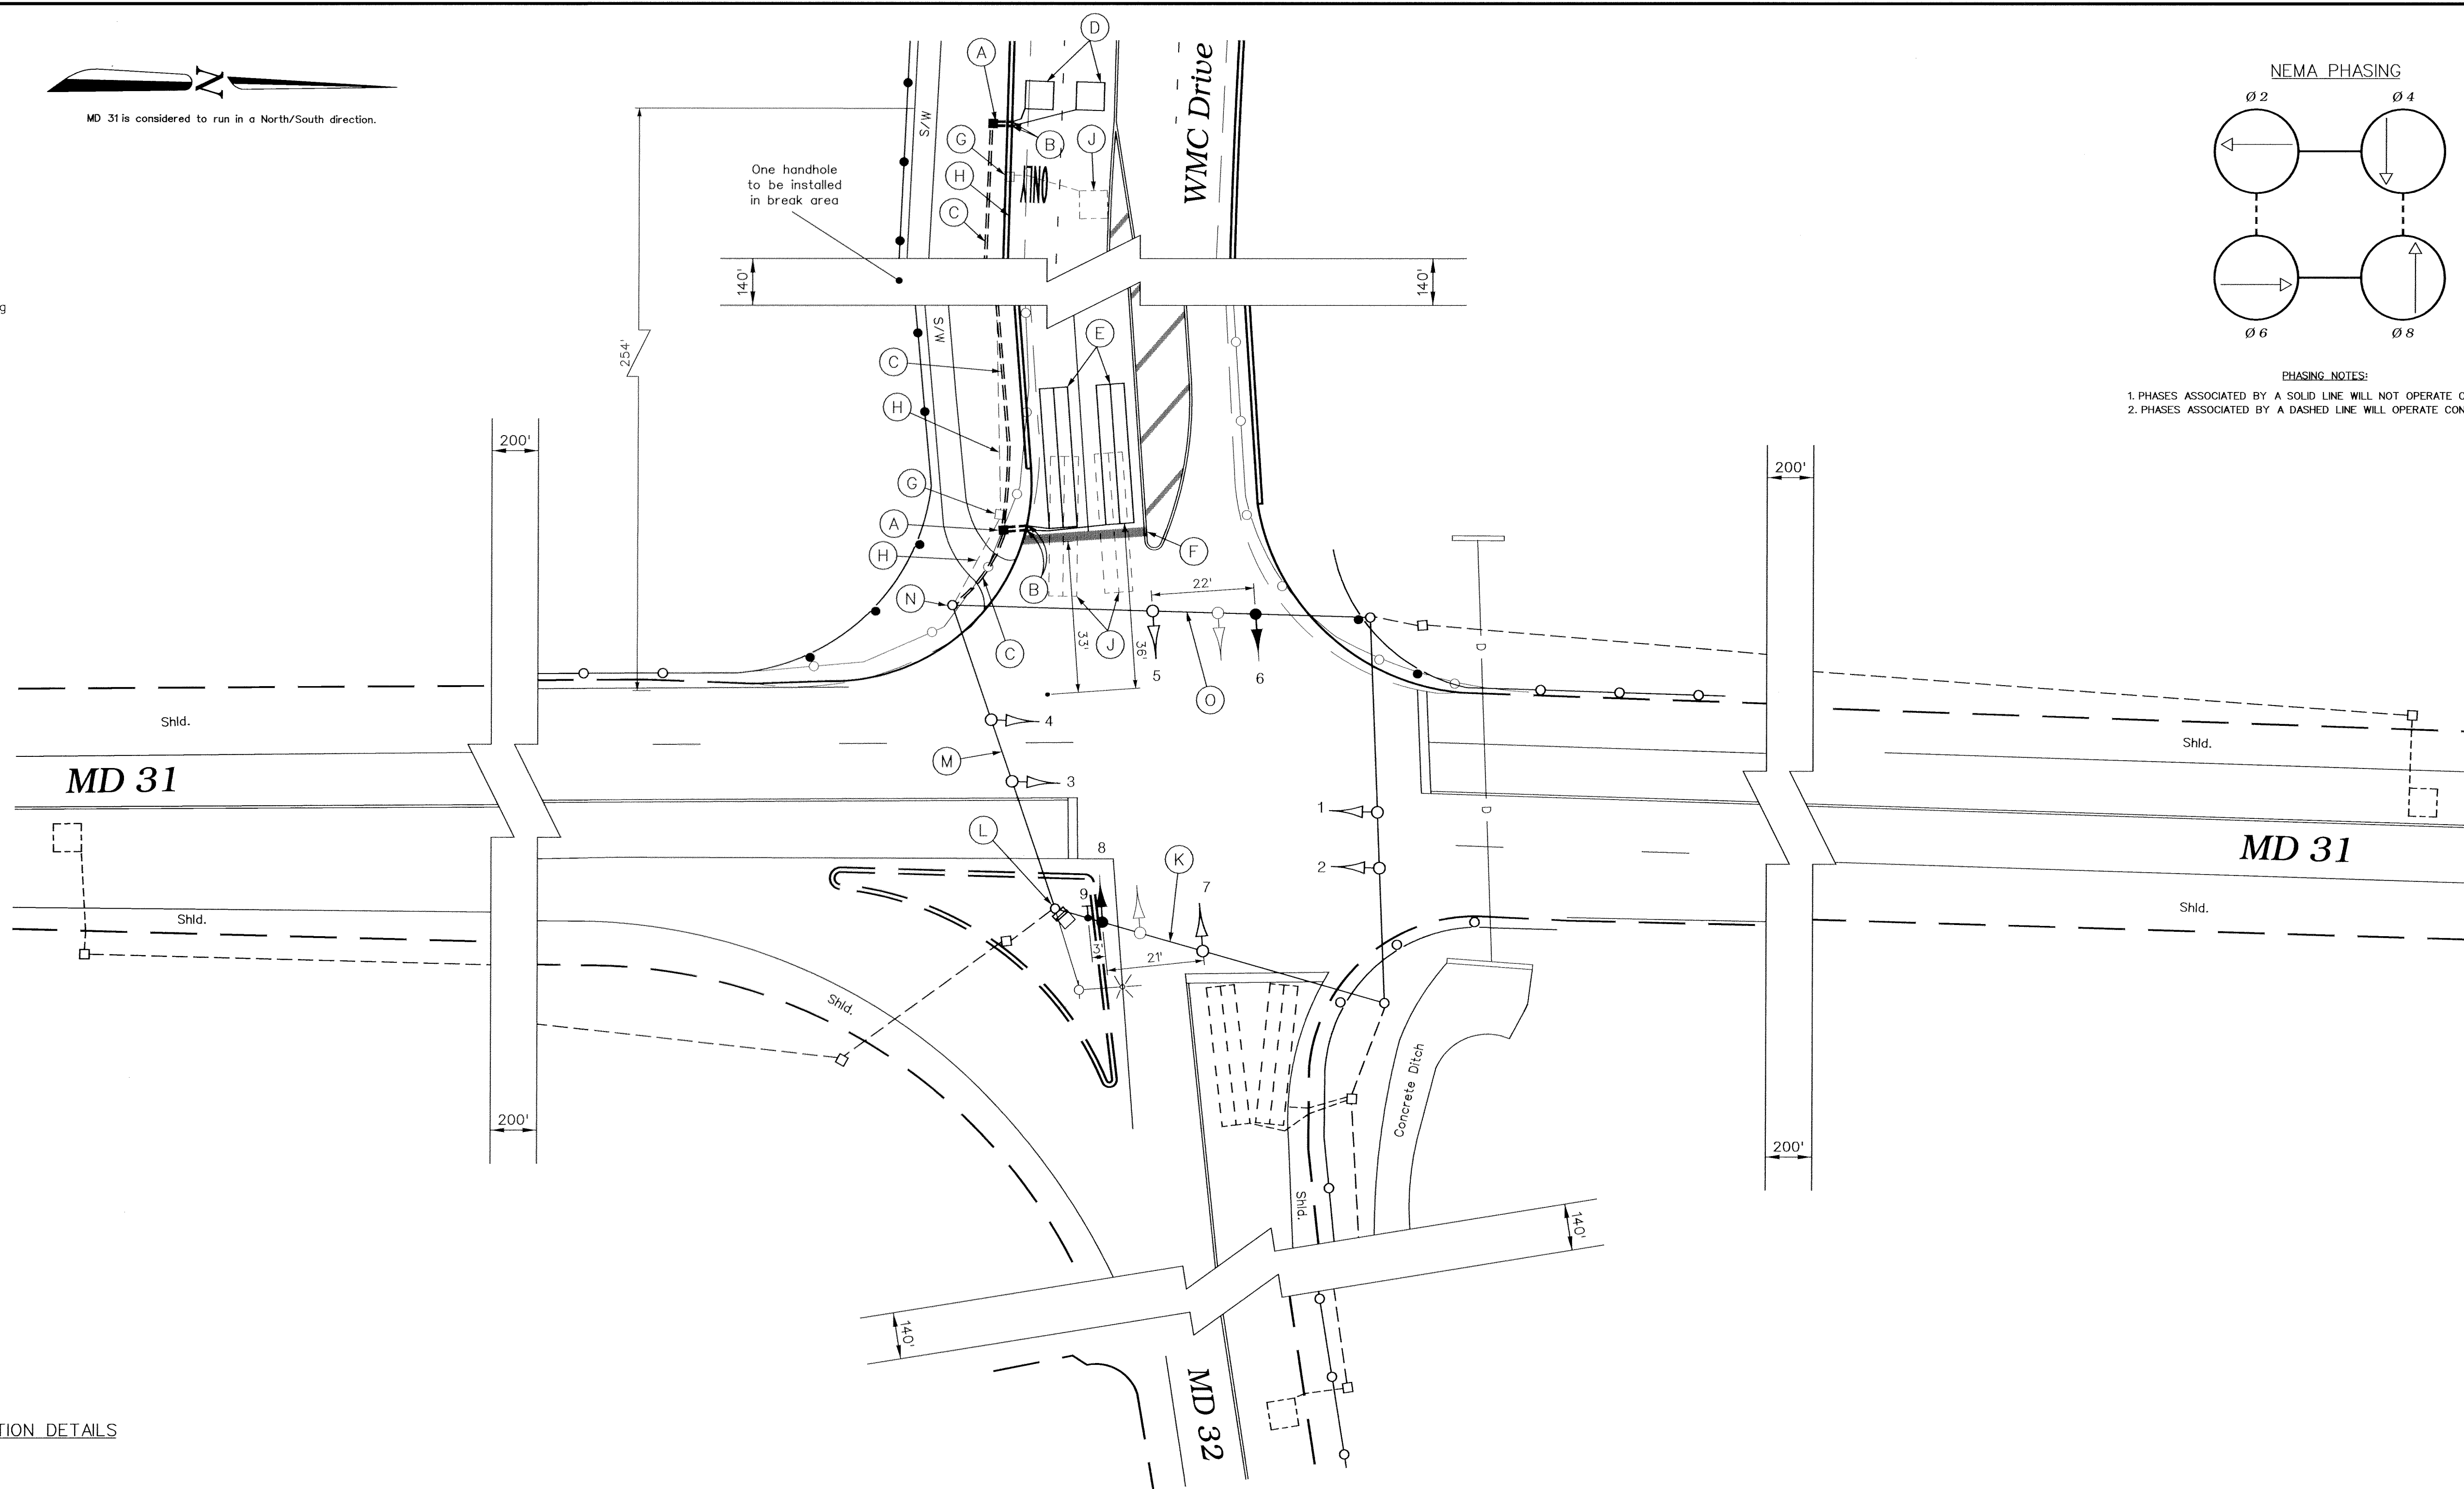 N
MD 31 is considered to run in a North/South direction.
g
One handhole
to be installed
in break area
254'
A
D
S/W
G
B
J
H
ONLY
C
WMC Drive
140'
140'
S/W
E
C
H
200'
200'
G
A
F
H
B
N
22'
33'
36'
J
C
5
6
O
D
4
M
3
Shld.
MD 31
Shld.
MD 31
1
D
L
8
K
2
9
7
Shld.
Shld.
3'
21'
Shld.
Concrete Ditch
200'
200'
Shld.
140'
140'
MD 32
TION DETAILS
NEMA PHASING
Ø 2
Ø 4
Ø 6
Ø 8
PHASING NOTES:
1. PHASES ASSOCIATED BY A SOLID LINE WILL NOT OPERATE C
2. PHASES ASSOCIATED BY A DASHED LINE WILL OPERATE CON